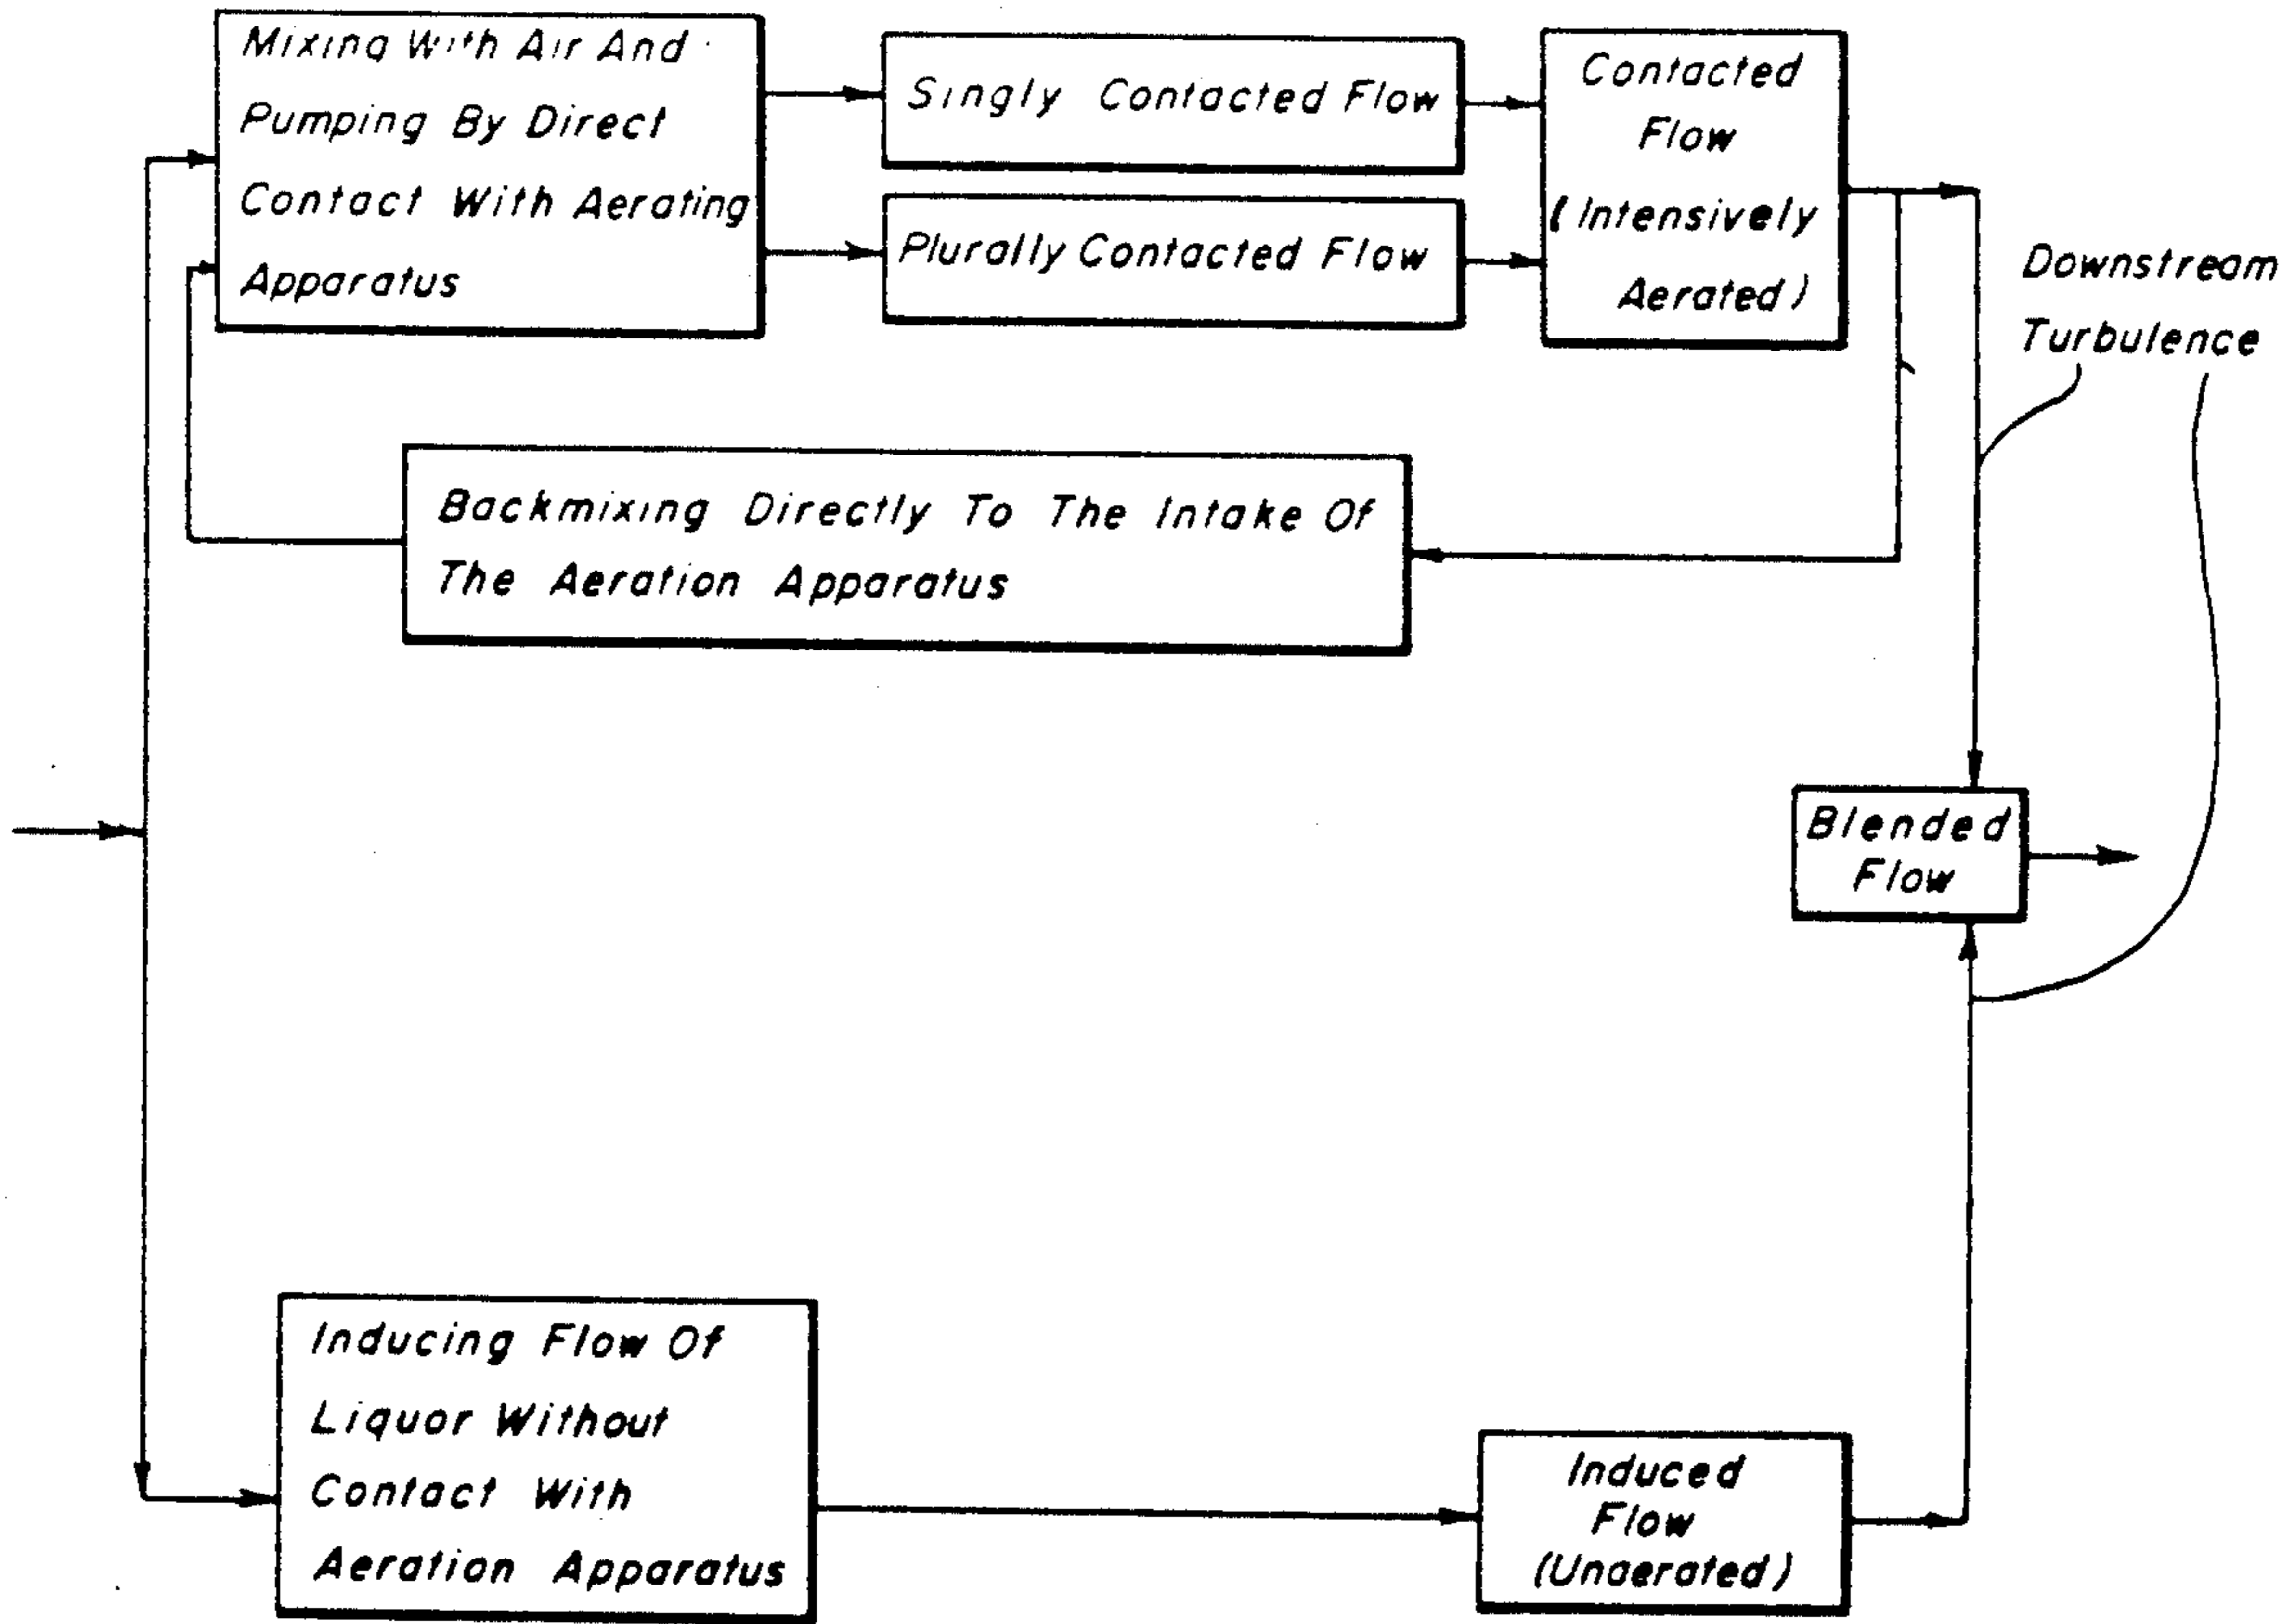 Mixing With Air And
Pumping By Direct
Contact With Aerating
Apparatus
Singly Contacted Flow
Plurally Contacted Flow
Contacted
Flow
(Intensively
Aerated)
Downstream
Turbulence
Backmixing Directly To The Intake Of
The Aeration Apparatus
Blended
Flow
Inducing Flow Of
Liquor Without
Contact With
Aeration Apparatus
Induced
Flow
(Unaerated)